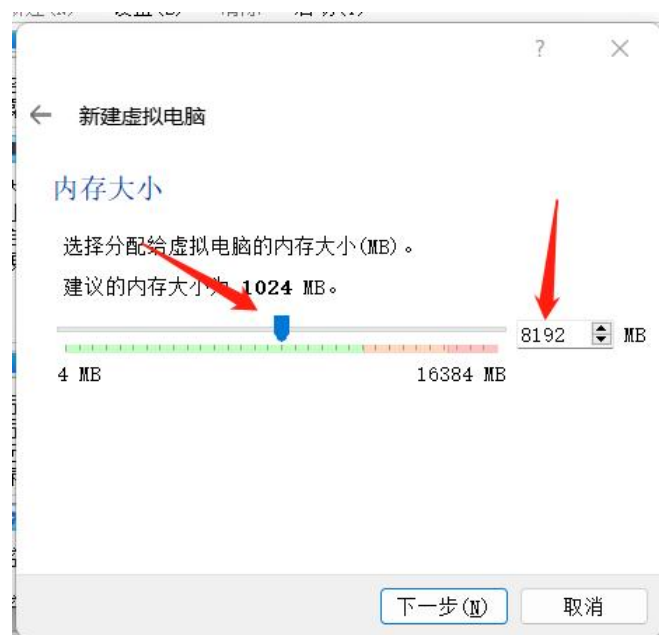 ?
新建虚拟电脑
内存大小
选择分配给虚拟电脑的内存大小(MB)。
建议的内存大小为 1024 MB。
8192 MB
4 MB 16384 MB
下一步(N) 取消